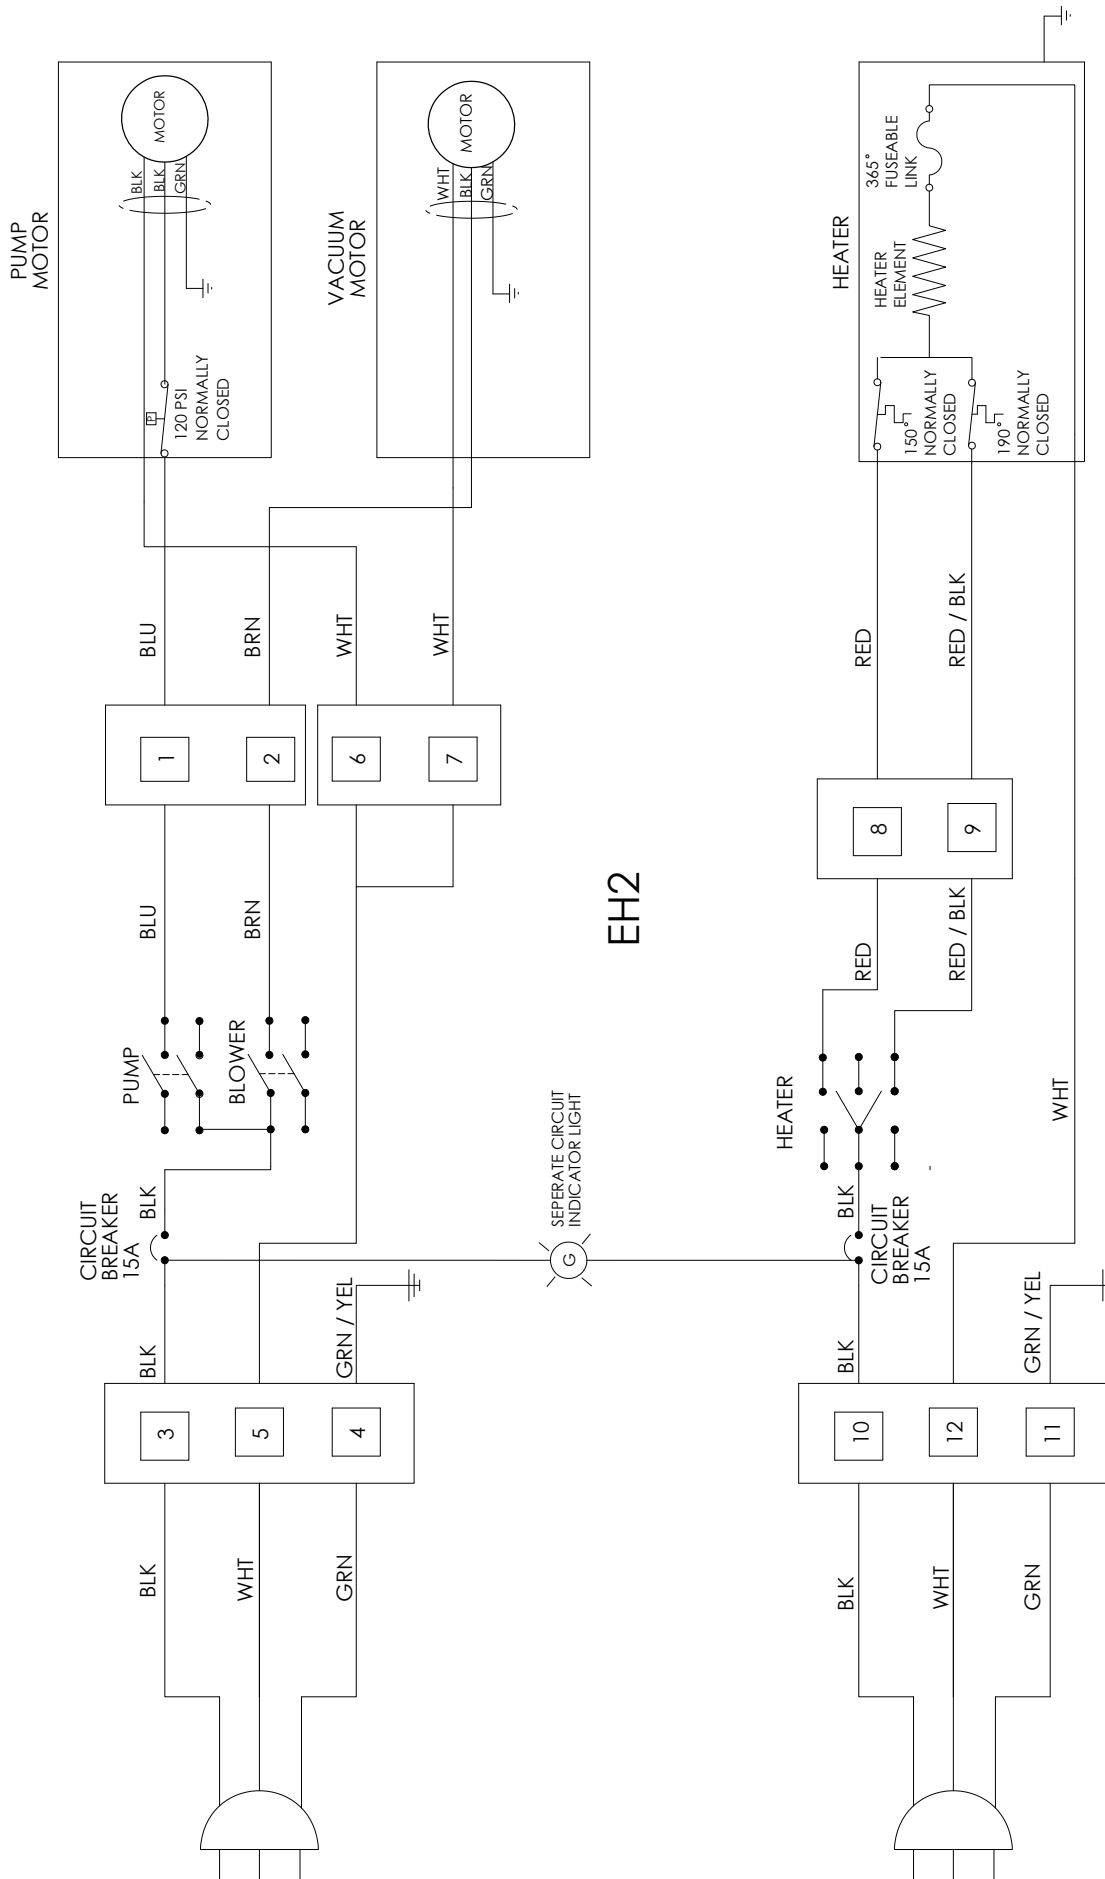 PUMP
MOTOR
MOTOR
BLK
BLK
GRN
P
120 PSI
NORMALLY
CLOSED
VACUUM
MOTOR
MOTOR
WHT
BLK
GRN
HEATER
365°
FUSEABLE
LINK
HEATER
ELEMENT
150°
NORMALLY
CLOSED
190°
NORMALLY
CLOSED
BLU
BRN
WHT
WHT
RED
RED / BLK
1
2
6
7
8
9
BLU
BRN
EH2
RED
RED / BLK
PUMP
BLOWER
HEATER
WHT
SEPERATE CIRCUIT
INDICATOR LIGHT
G
CIRCUIT
BREAKER
15A
BLK
CIRCUIT
BREAKER
15A
BLK
BLK
GRN / YEL
BLK
GRN / YEL
3
5
4
10
12
11
BLK
WHT
GRN
BLK
WHT
GRN